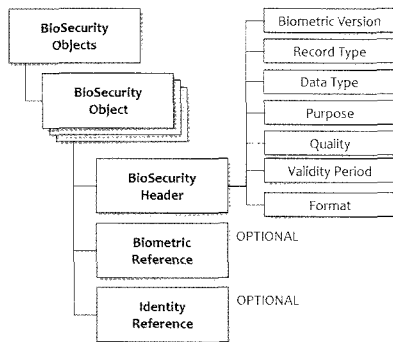 BioSecurity
Objects
BioSecurity
Object
BioSecurity
Header
Biometric
Reference
OPTIONAL
Identity
Reference
OPTIONAL
Biometric Version
Record Type
Data Type
Purpose
Quality
Validity Period
Format